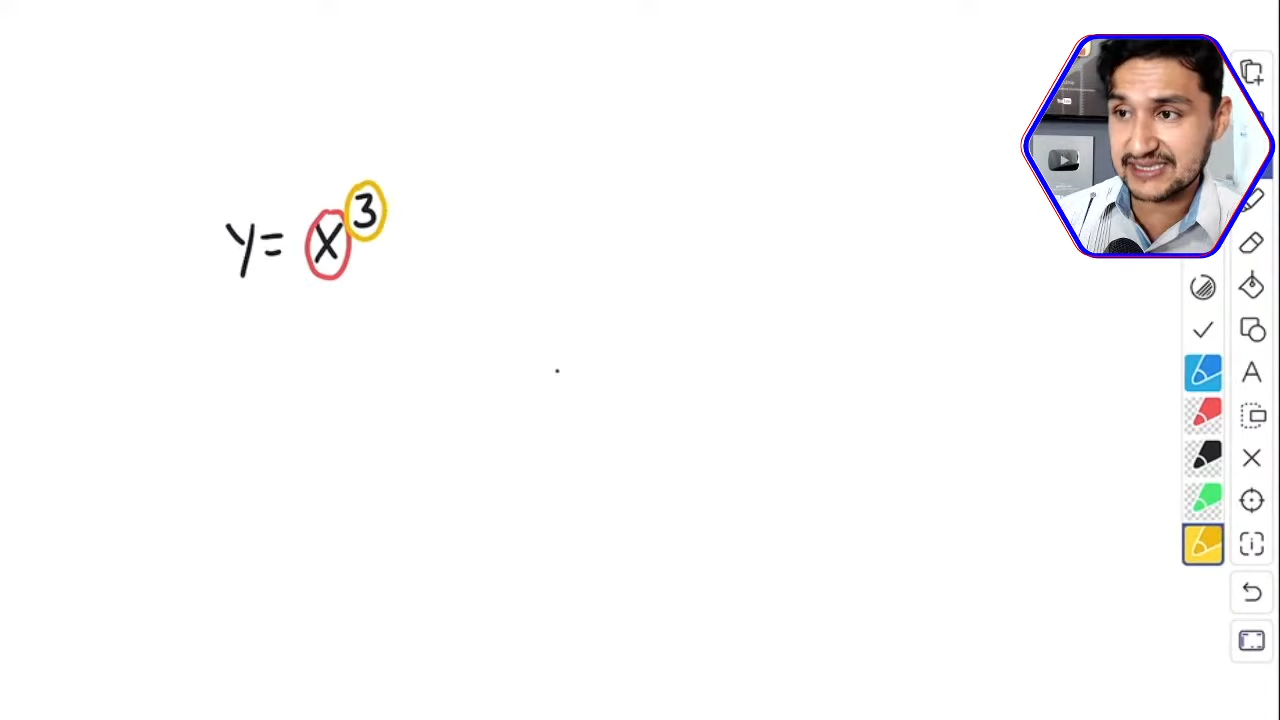 y = x³